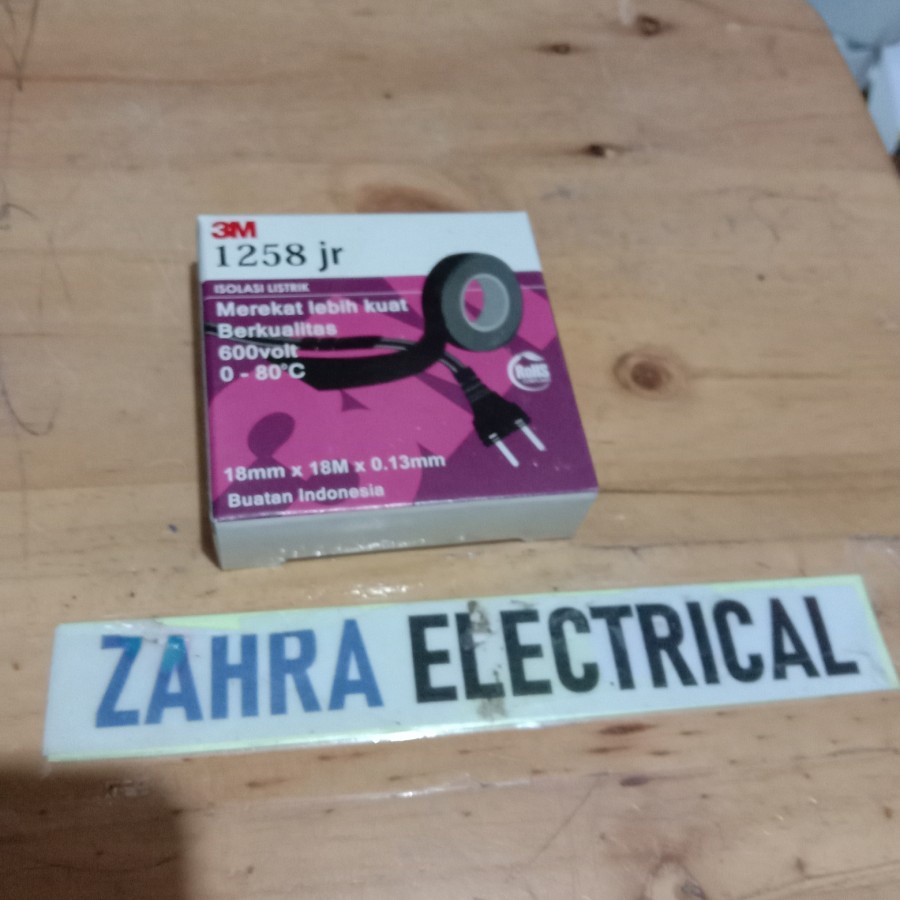 3M
1258 jr
ISOLASI LISTRIK
Merekat lebih kuat
Berkualitas
600volt
0 - 80°C
RoHS
18mm x 18M x 0.13mm
Buatan Indonesia
ZAHRA ELECTRICAL